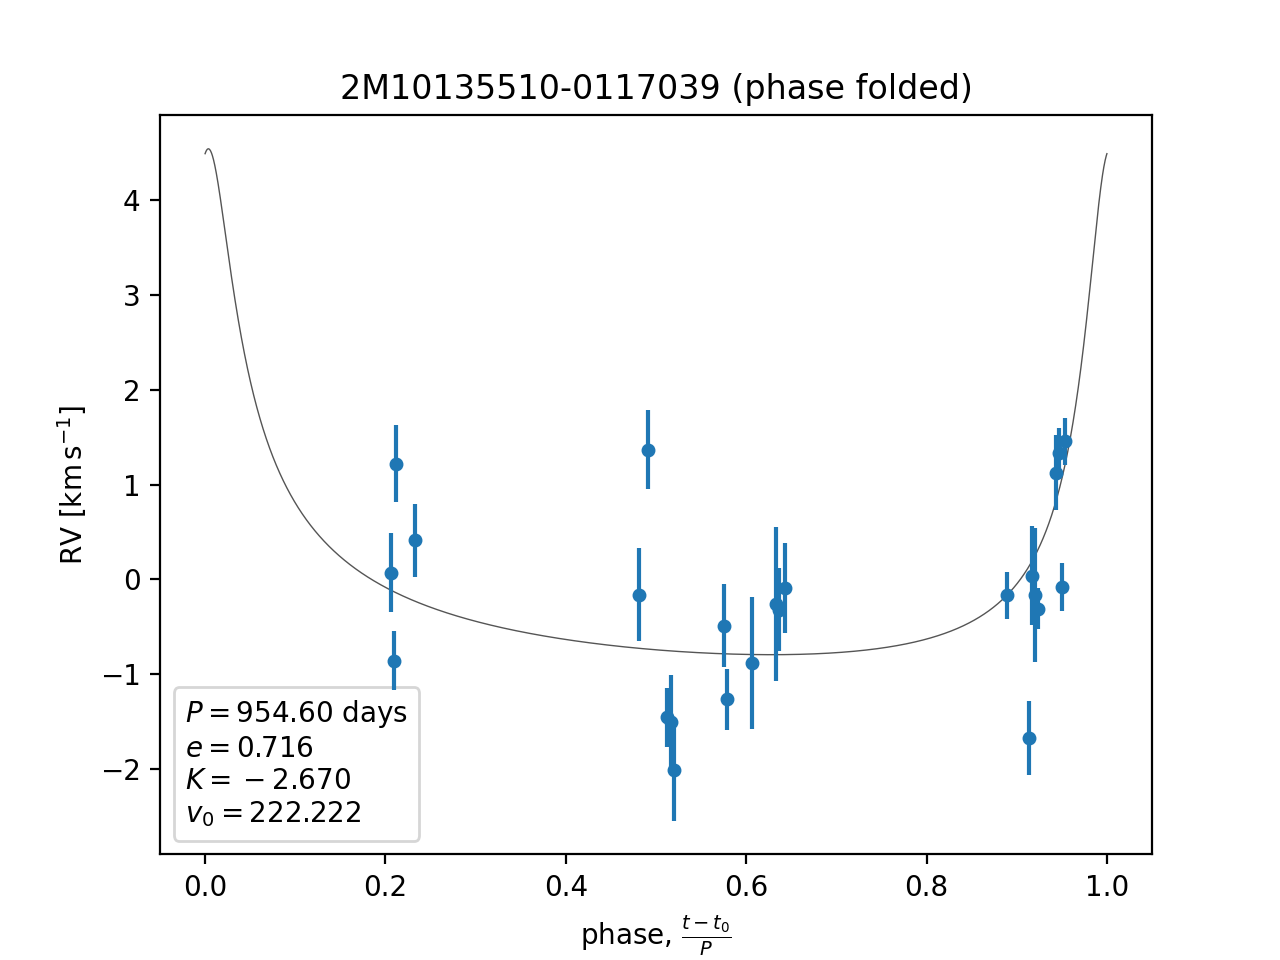 2M10135510-0117039 (phase folded)
RV [km s⁻¹]
4
3
2
1
0
−1
−2
P = 954.60 days
e = 0.716
K = −2.670
v₀ = 222.222
0.0 0.2 0.4 0.6 0.8 1.0
phase, (t − t₀)/P